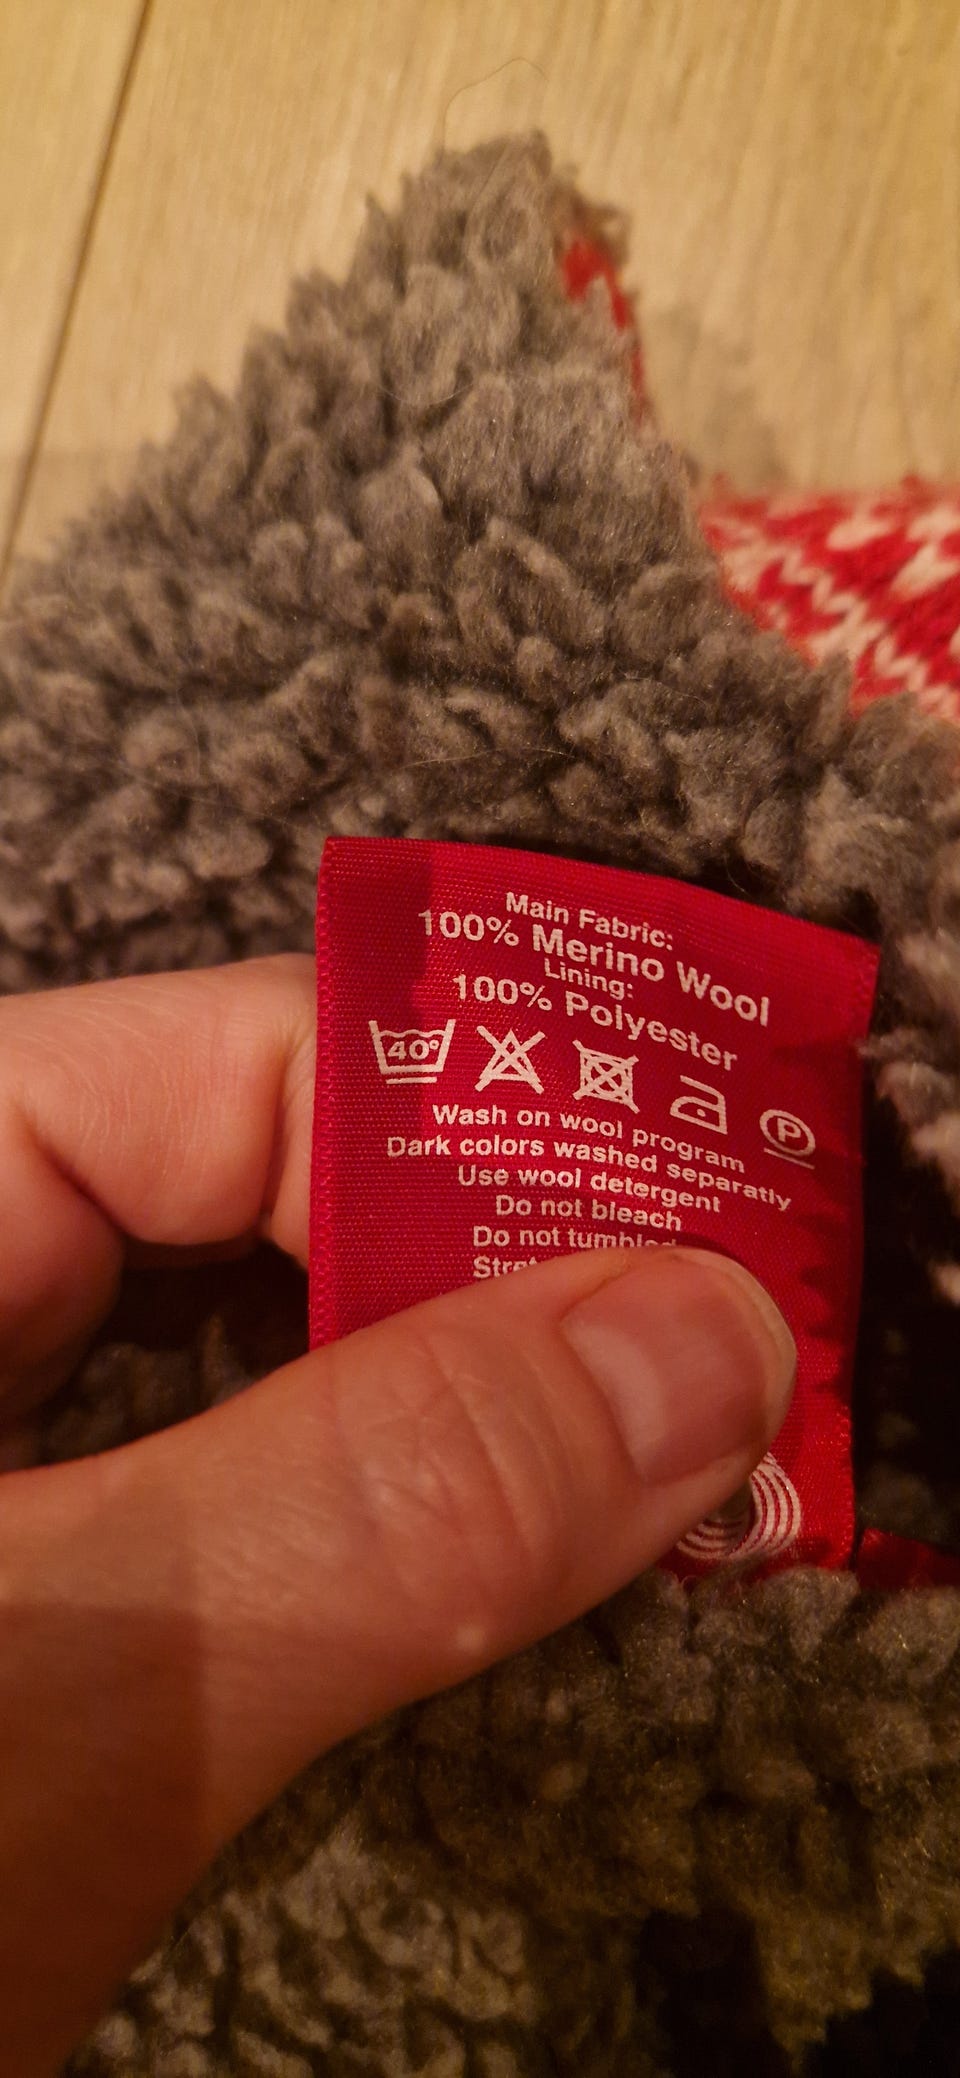 Main Fabric:
100% Merino Wool
Lining:
100% Polyester
40°
P
Wash on wool program
Dark colors washed separatly
Use wool detergent
Do not bleach
Do not